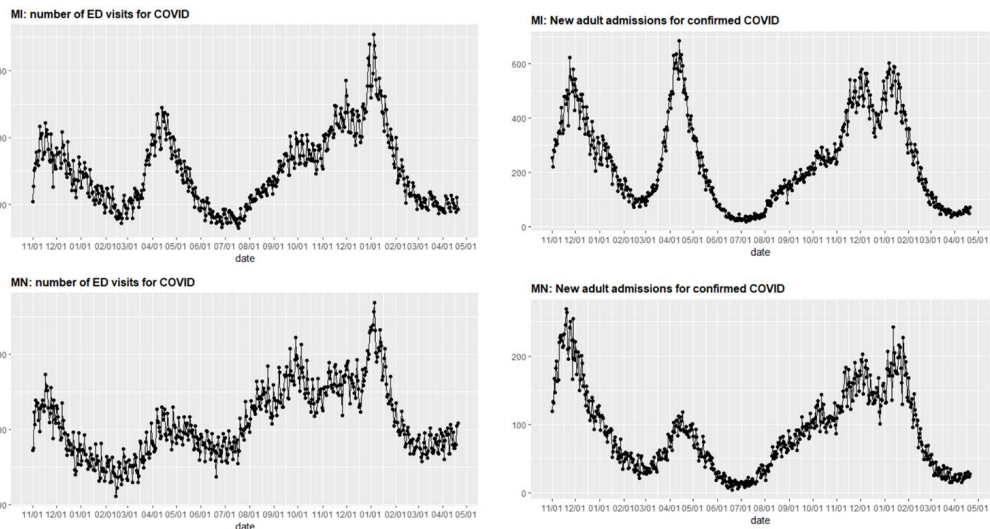 MI: number of ED visits for COVID
00
00
00
11/01 12/01 01/01 02/01 03/01 04/01 05/01 06/01 07/01 08/01 09/01 10/01 11/01 12/01 01/01 02/01 03/01 04/01 05/01
date
MI: New adult admissions for confirmed COVID
600
400
200
0
11/01 12/01 01/01 02/01 03/01 04/01 05/01 06/01 07/01 08/01 09/01 10/01 11/01 12/01 01/01 02/01 03/01 04/01 05/01
date
MN: number of ED visits for COVID
00
00
00
11/01 12/01 01/01 02/01 03/01 04/01 05/01 06/01 07/01 08/01 09/01 10/01 11/01 12/01 01/01 02/01 03/01 04/01 05/01
date
MN: New adult admissions for confirmed COVID
200
100
0
11/01 12/01 01/01 02/01 03/01 04/01 05/01 06/01 07/01 08/01 09/01 10/01 11/01 12/01 01/01 02/01 03/01 04/01 05/01
date